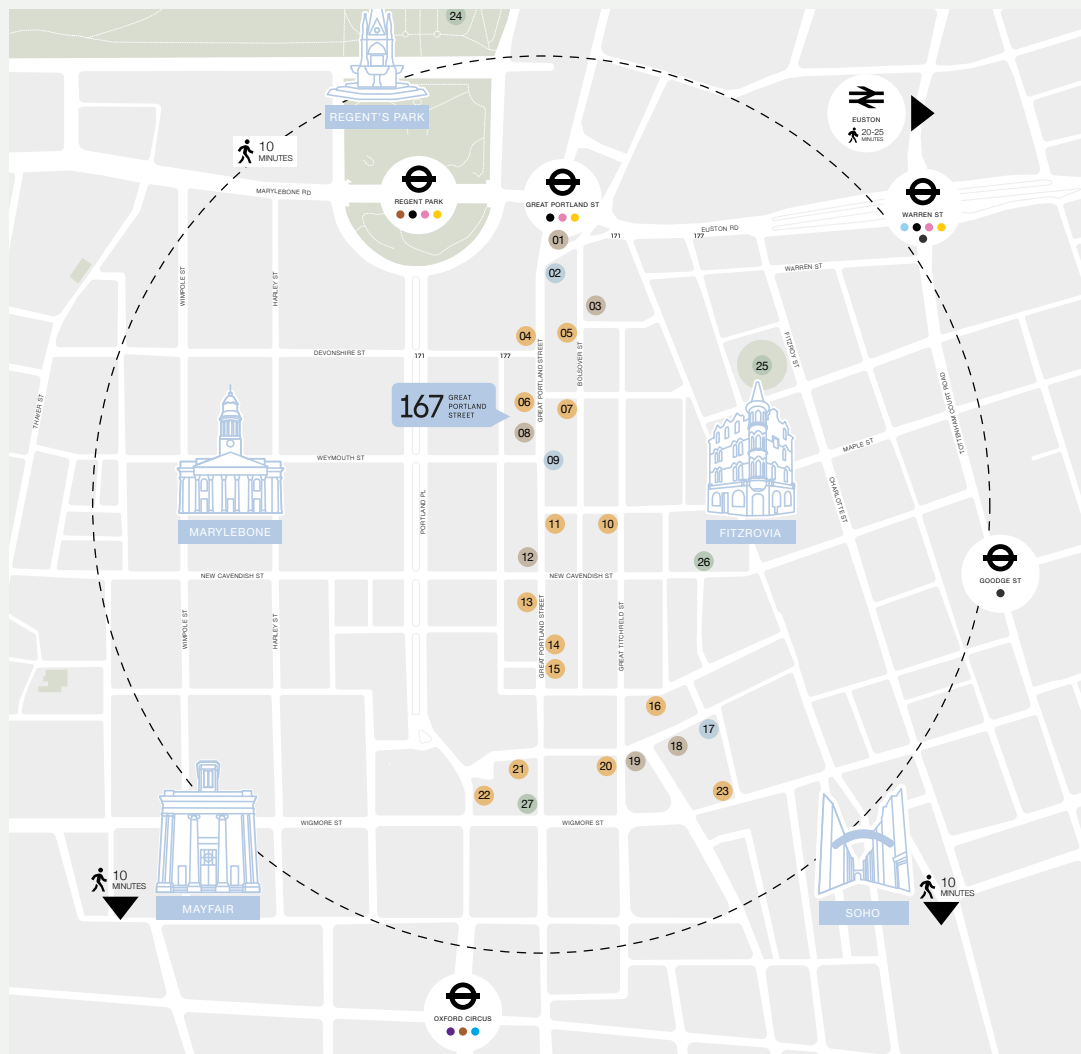 24
REGENT'S PARK
EUSTON
20-25
MINUTES
10
MINUTES
MARYLEBONE RD
REGENT PARK
GREAT PORTLAND ST
WARREN ST
EUSTON RD
171
177
01
02
WARREN ST
WIMPOLE ST
HARLEY ST
03
04
05
DEVONSHIRE ST
171
177
GREAT PORTLAND STREET
BOLSOVER ST
FITZROY ST
25
THAYER ST
167
GREAT
PORTLAND
STREET
06
07
08
09
TOTTENHAM COURT ROAD
MAPLE ST
WEYMOUTH ST
PORTLAND PL
CHARLOTTE ST
11
10
MARYLEBONE
FITZROVIA
12
26
NEW CAVENDISH ST
NEW CAVENDISH ST
GOODGE ST
13
WIMPOLE ST
HARLEY ST
GREAT PORTLAND STREET
GREAT TITCHFIELD ST
14
15
16
17
18
19
20
21
22
27
23
WIGMORE ST
WIGMORE ST
10
MINUTES
MAYFAIR
SOHO
10
MINUTES
OXFORD CIRCUS